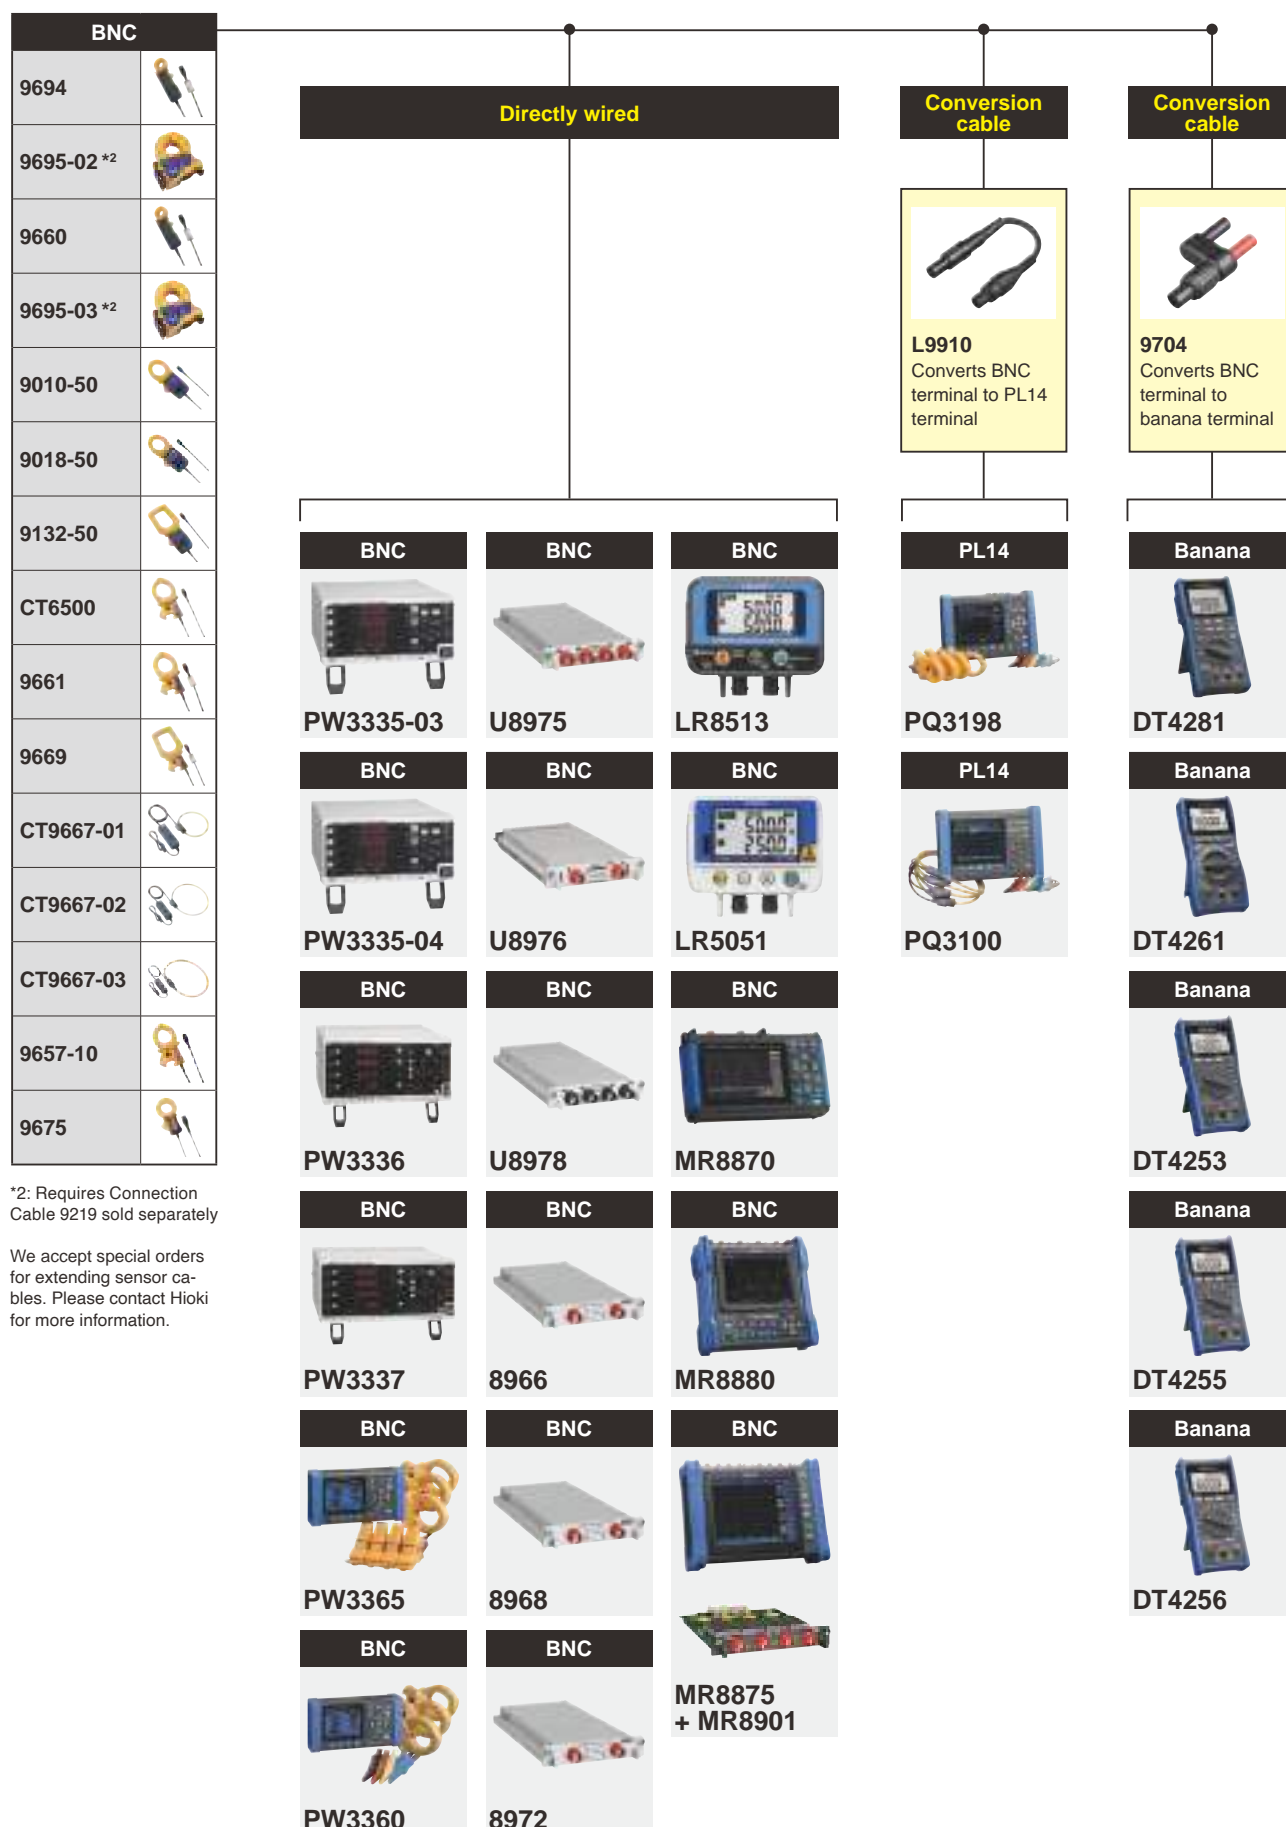 BNC
9694
9695-02 *2
9660
9695-03 *2
9010-50
9018-50
9132-50
CT6500
9661
9669
CT9667-01
CT9667-02
CT9667-03
9657-10
9675
*2: Requires Connection
Cable 9219 sold separately
We accept special orders
for extending sensor ca-
bles. Please contact Hioki
for more information.
Directly wired
Conversion
cable
Conversion
cable
L9910
Converts BNC
terminal to PL14
terminal
9704
Converts BNC
terminal to
banana terminal
BNC
PW3335-03
BNC
U8975
BNC
LR8513
PL14
PQ3198
Banana
DT4281
BNC
PW3335-04
BNC
U8976
BNC
LR5051
PL14
PQ3100
Banana
DT4261
BNC
PW3336
BNC
U8978
BNC
MR8870
Banana
DT4253
BNC
PW3337
BNC
8966
BNC
MR8880
Banana
DT4255
BNC
PW3365
BNC
8968
BNC
MR8875
+ MR8901
Banana
DT4256
BNC
PW3360
BNC
8972